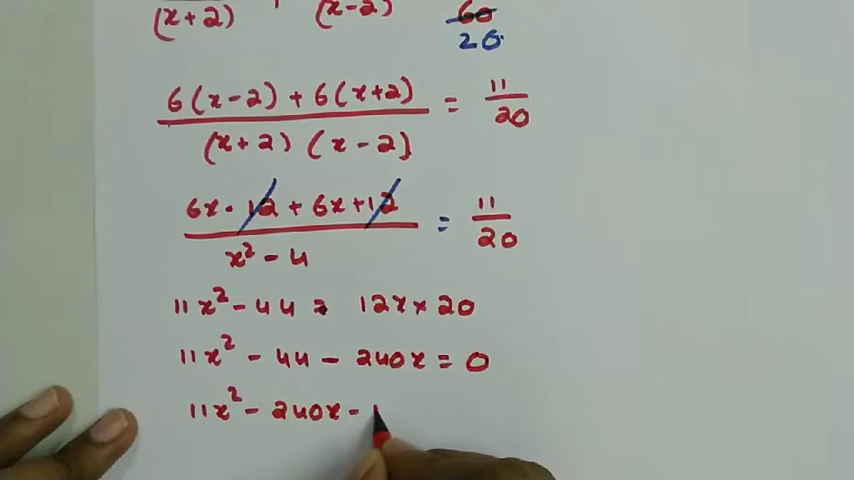 (x+2) (x-2) 60
20
6(x-2) + 6(x+2) = 11
(x+2) (x-2) 20
6x - 12 + 6x + 12 = 11
x² - 4 20
11x² - 44 = 12x × 20
11x² - 44 - 240x = 0
11x² - 240x -